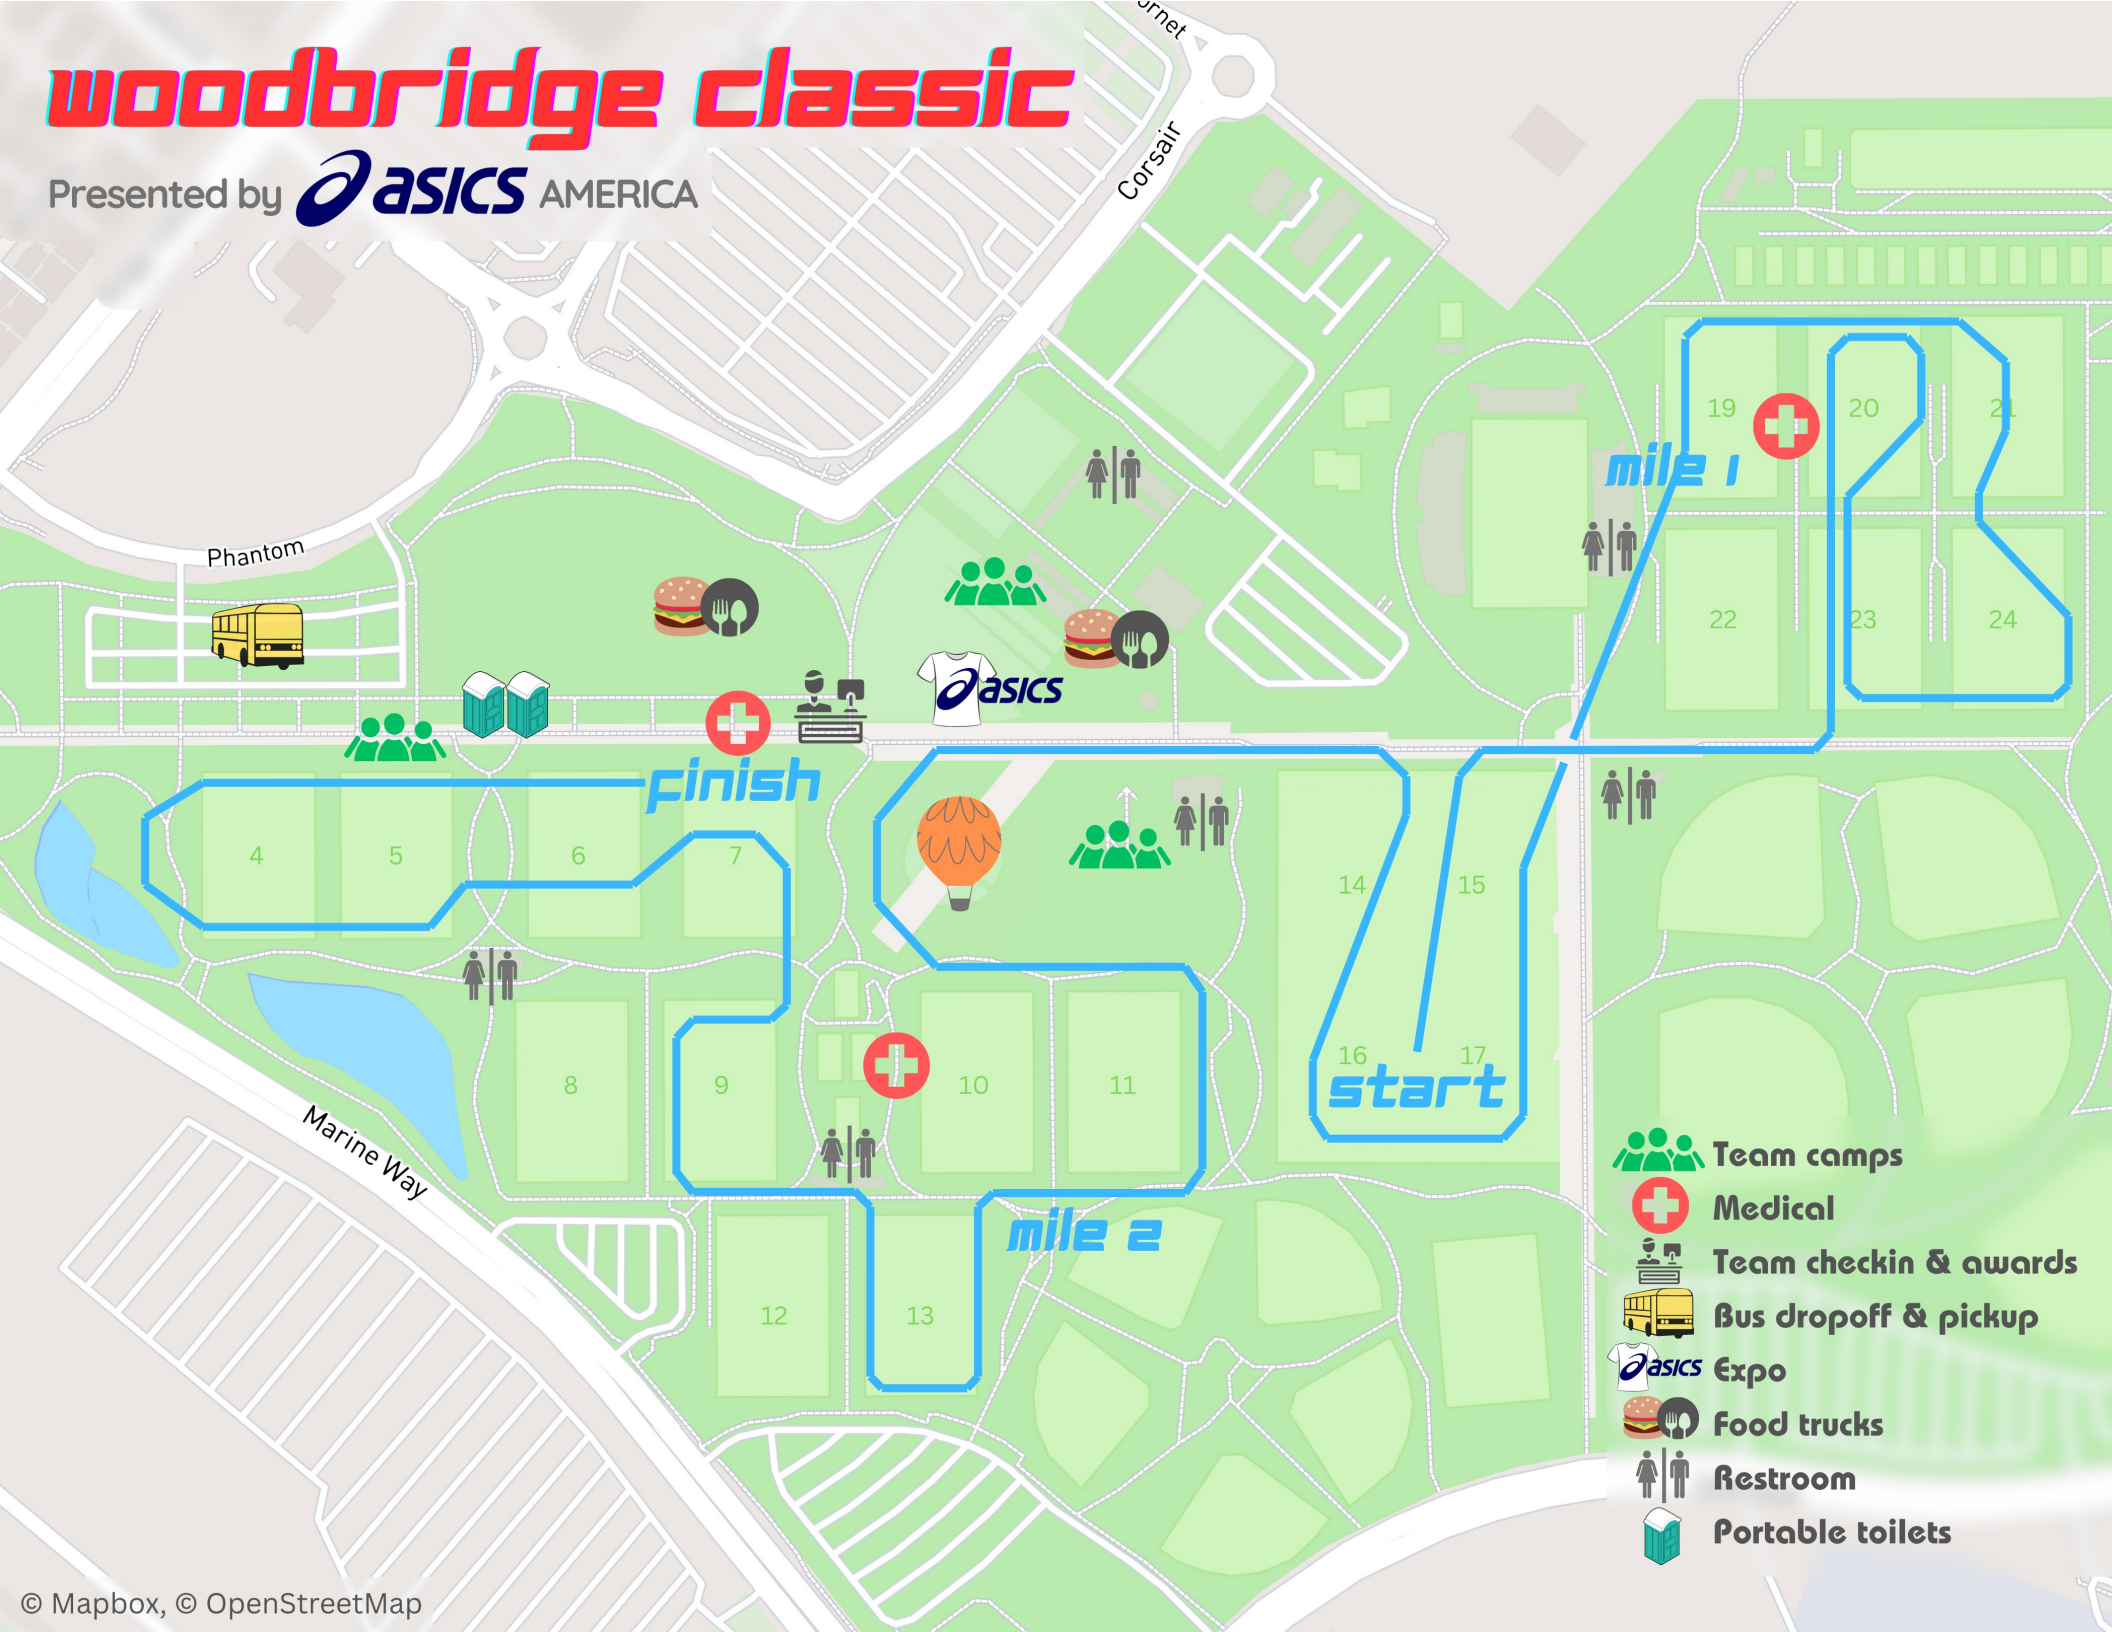 woodbridge classic
Presented by asics AMERICA
Corsair
Phantom
19
20
21
mile 1
22
23
24
asics
finish
4
5
6
7
14
15
16
17
start
8
9
10
11
Marine Way
mile 2
12
13
Team camps
Medical
Team checkin & awards
Bus dropoff & pickup
asics Expo
Food trucks
Restroom
Portable toilets
© Mapbox, © OpenStreetMap